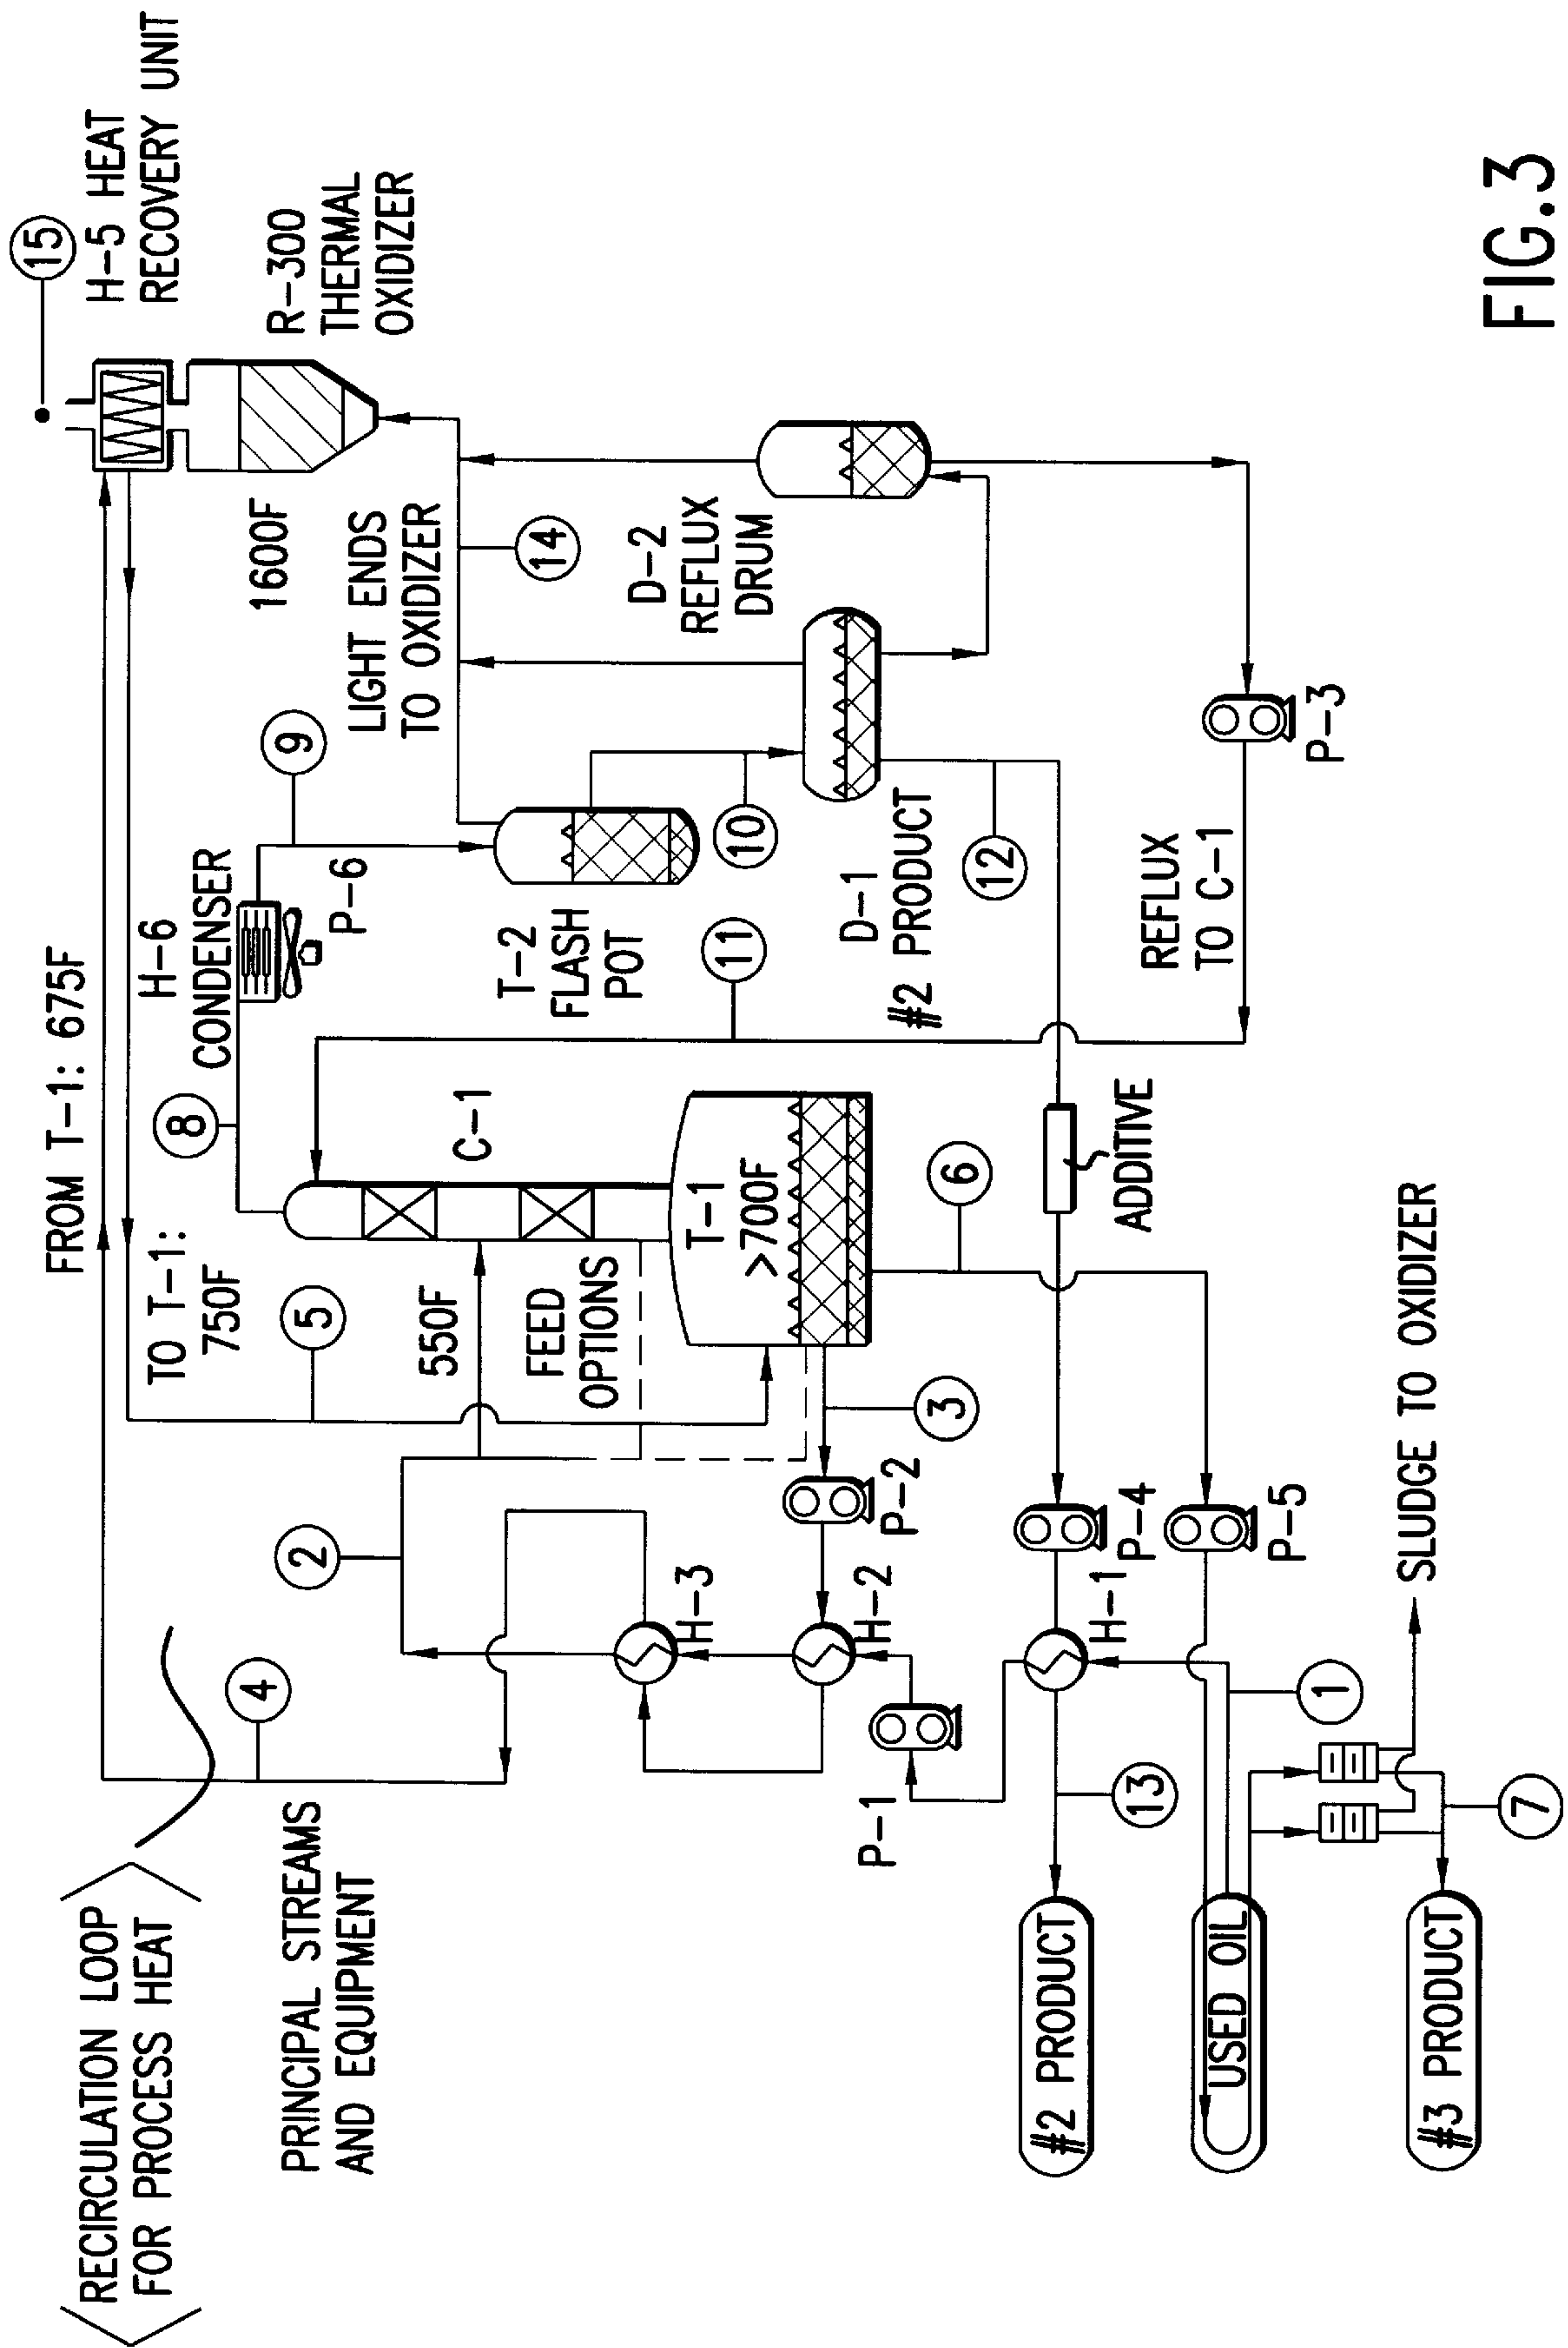 RECIRCULATION LOOP
FOR PROCESS HEAT
FROM T-1: 675F
15
H-5 HEAT
RECOVERY UNIT
4
TO T-1:
750F
8
H-6
CONDENSER
R-300
THERMAL
OXIDIZER
1600F
9
P-6
PRINCIPAL STREAMS
AND EQUIPMENT
2
5
550F
C-1
LIGHT ENDS
TO OXIDIZER
14
FEED
OPTIONS
T-2
FLASH
POT
D-2
REFLUX
DRUM
H-3
T-1
>700F
11
10
H-2
P-2
3
6
D-1
#2 PRODUCT
12
P-1
ADDITIVE
#2 PRODUCT
13
H-1
P-4
REFLUX
TO C-1
P-3
USED OIL
1
P-5
#3 PRODUCT
7
SLUDGE TO OXIDIZER
FIG.3